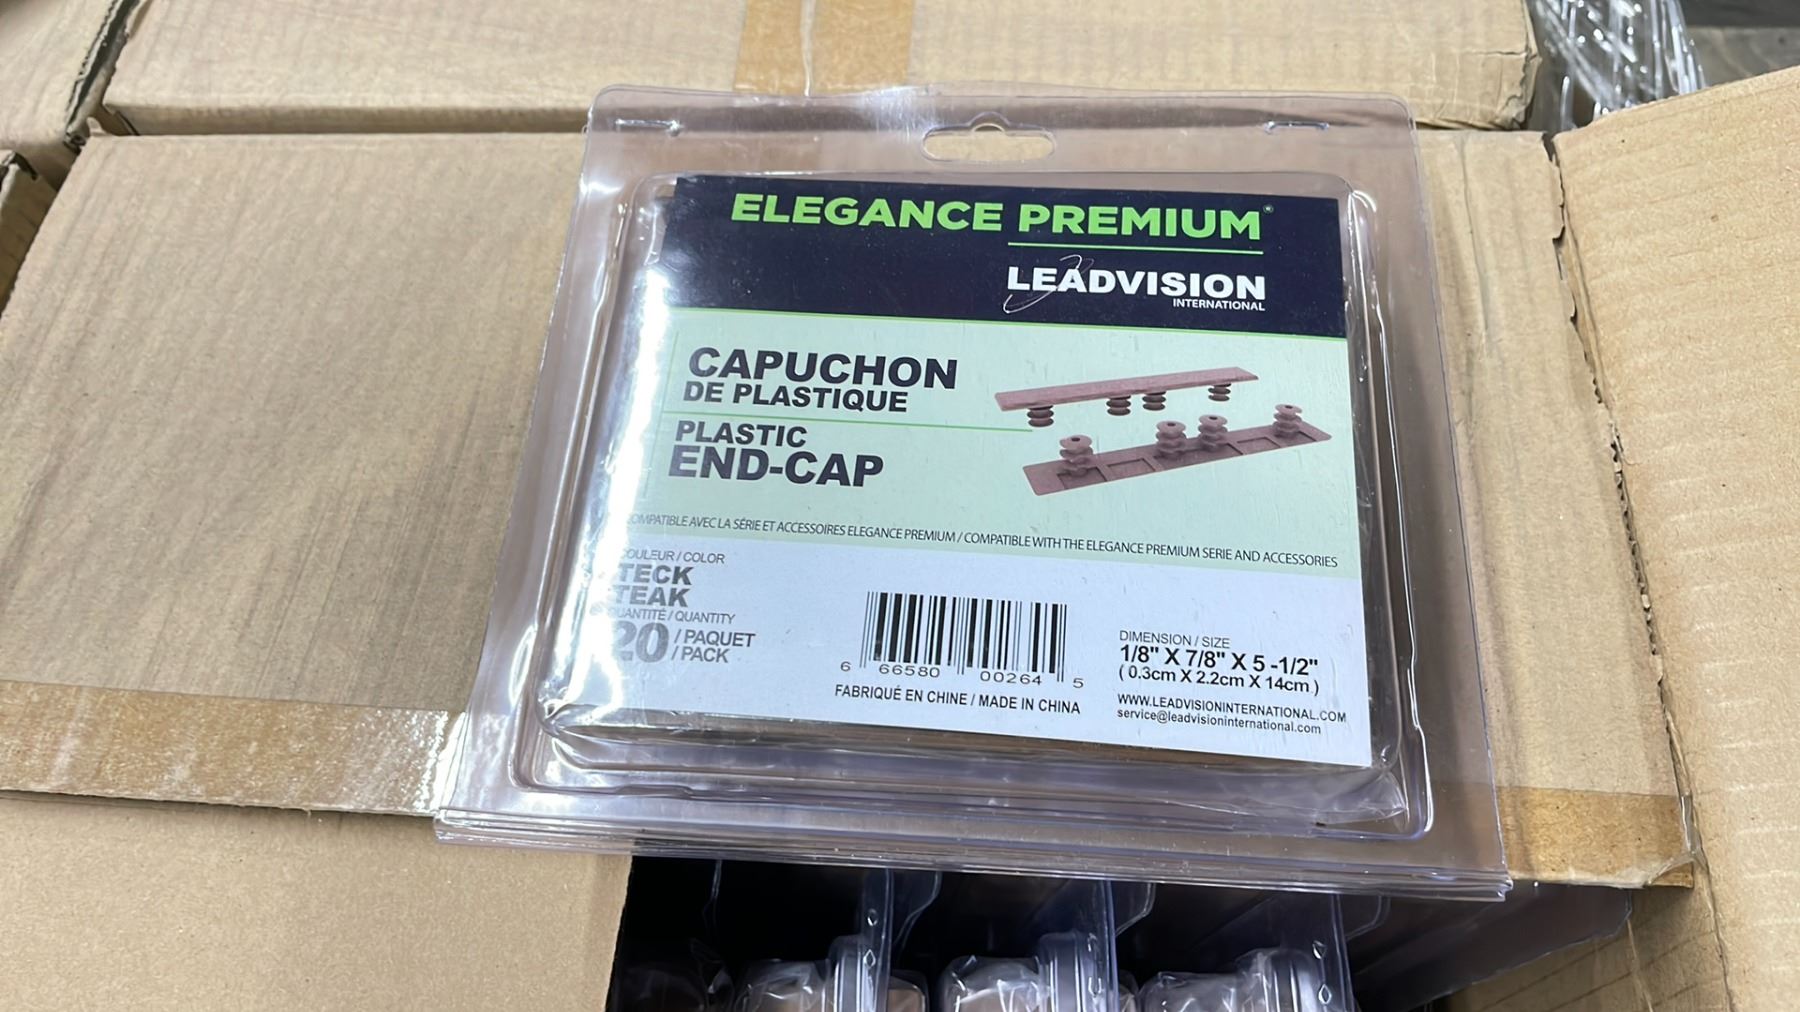 ELEGANCE PREMIUM®
LEADVISION
INTERNATIONAL
CAPUCHON
DE PLASTIQUE
PLASTIC
END-CAP
COMPATIBLE AVEC LA SÉRIE ET ACCESSOIRES ELEGANCE PREMIUM / COMPATIBLE WITH THE ELEGANCE PREMIUM SERIE AND ACCESSORIES
COULEUR / COLOR
TECK
TEAK
QUANTITÉ / QUANTITY
20 / PAQUET
/ PACK
6 66580 00264 5
FABRIQUÉ EN CHINE / MADE IN CHINA
DIMENSION / SIZE
1/8" X 7/8" X 5 -1/2"
( 0.3cm X 2.2cm X 14cm )
WWW.LEADVISIONINTERNATIONAL.COM
service@leadvisioninternational.com